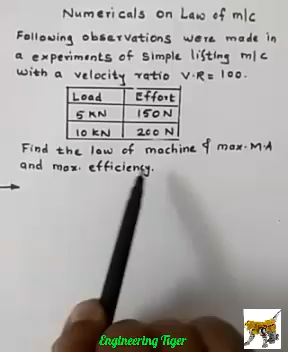 Numericals on Law of m/c
Following observations were made in
a experiments of simple lifting m/c
with a velocity ratio V.R = 100.
Load Effort
5 KN 150 N
10 KN 200 N
Find the law of machine & max. M.A
and max. efficiency.
Engineering Tiger